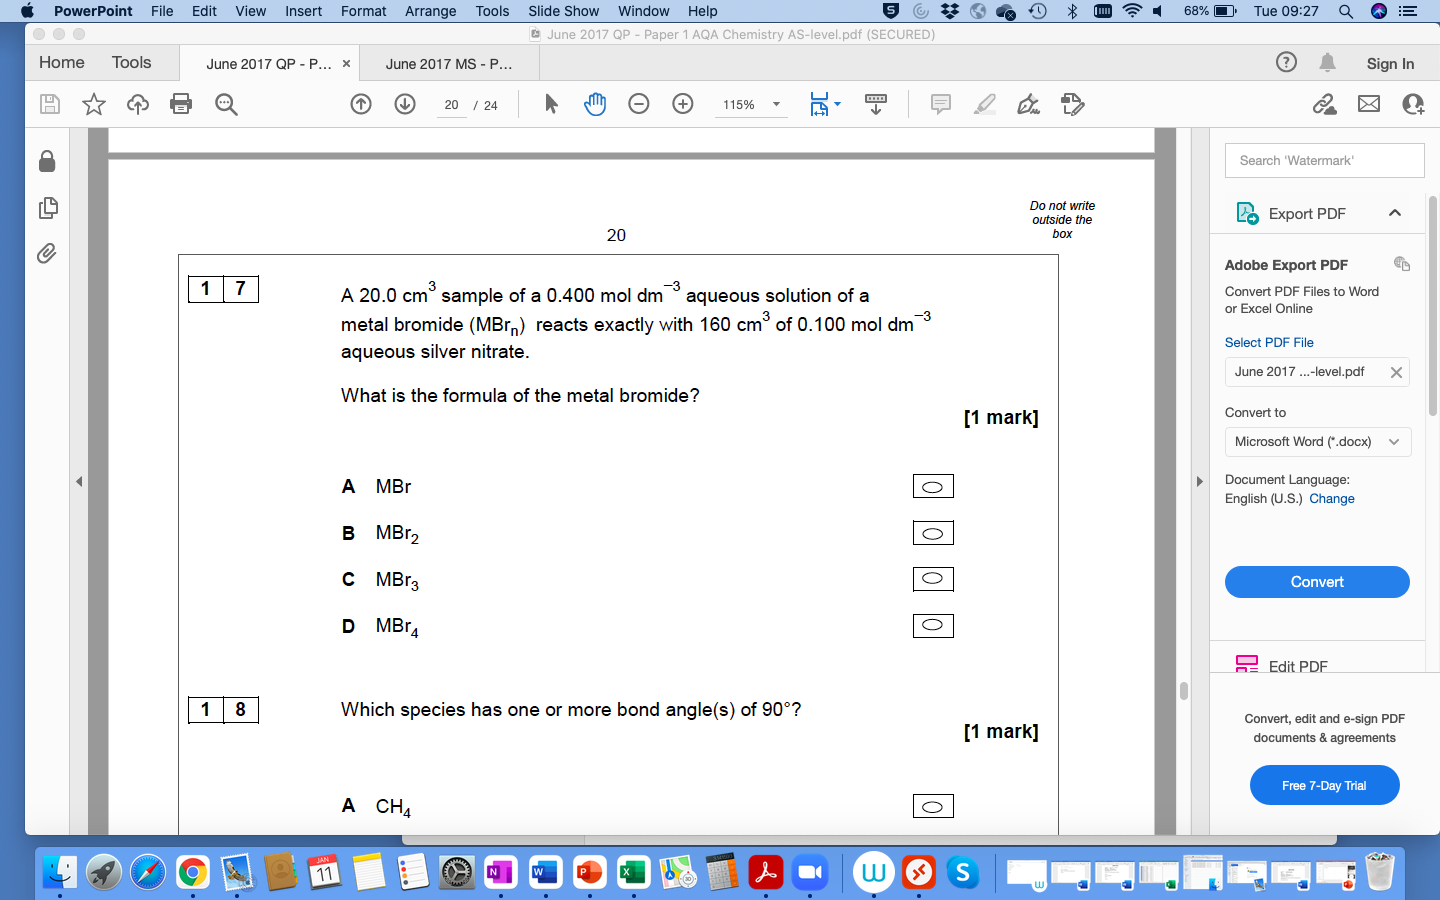 PowerPoint File Edit View Insert Format Arrange Tools Slide Show Window Help 68% Tue 09:27
June 2017 QP - Paper 1 AQA Chemistry AS-level.pdf (SECURED)
Home Tools June 2017 QP - P... × June 2017 MS - P... Sign In
20 / 24 115%
Search 'Watermark'
Export PDF
Adobe Export PDF
Convert PDF Files to Word
or Excel Online
Select PDF File
June 2017 ...-level.pdf
Convert to
Microsoft Word (*.docx)
Document Language:
English (U.S.) Change
Convert
Edit PDF
Convert, edit and e-sign PDF
documents & agreements
Free 7-Day Trial
Do not write
outside the
box
20
1 7 A 20.0 cm³ sample of a 0.400 mol dm⁻³ aqueous solution of a
metal bromide (MBrₙ) reacts exactly with 160 cm³ of 0.100 mol dm⁻³
aqueous silver nitrate.
What is the formula of the metal bromide?
[1 mark]
A MBr
B MBr₂
C MBr₃
D MBr₄
1 8 Which species has one or more bond angle(s) of 90°?
[1 mark]
A CH₄
JAN
11